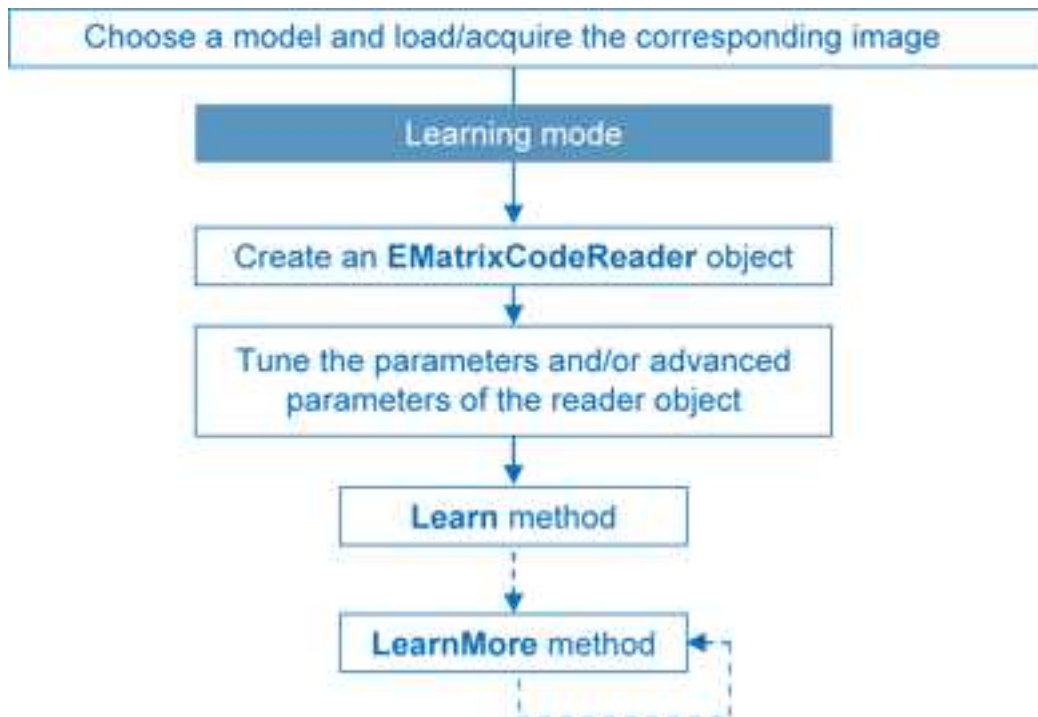 Choose a model and load/acquire the corresponding image
Learning mode
Create an EMatrixCodeReader object
Tune the parameters and/or advanced
parameters of the reader object
Learn method
LearnMore method